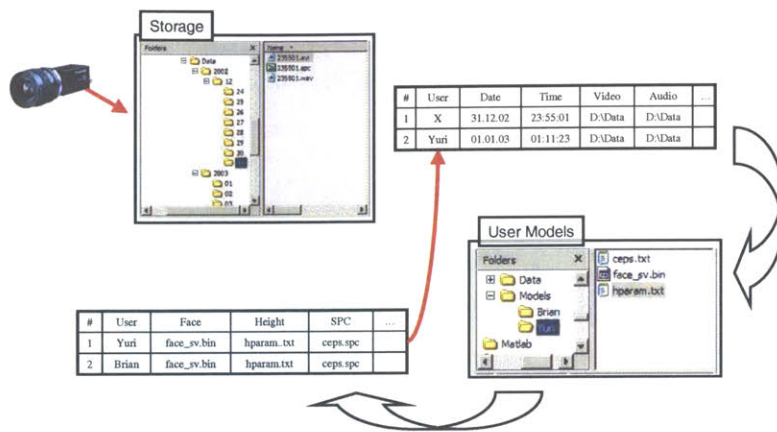 Storage
Folders ×
Data
2002
12
24
25
26
27
28
29
30
2003
01
02
03
Name
235501.avi
235501.spc
235501.wav
# User Date Time Video Audio ...
1 X 31.12.02 23:55:01 D:\Data D:\Data
2 Yuri 01.01.03 01:11:23 D:\Data D:\Data
User Models
Folders ×
Data
Models
Brian
Yuri
Matlab
ceps.txt
face_sv.bin
hparam.txt
# User Face Height SPC ...
1 Yuri face_sv.bin hparam..txt ceps.spc
2 Brian face_sv.bin hparam.txt ceps.spc